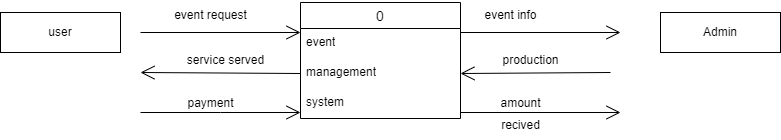 event request
0
event info
user
event
Admin
service served
management
production
payment
system
amount
recived